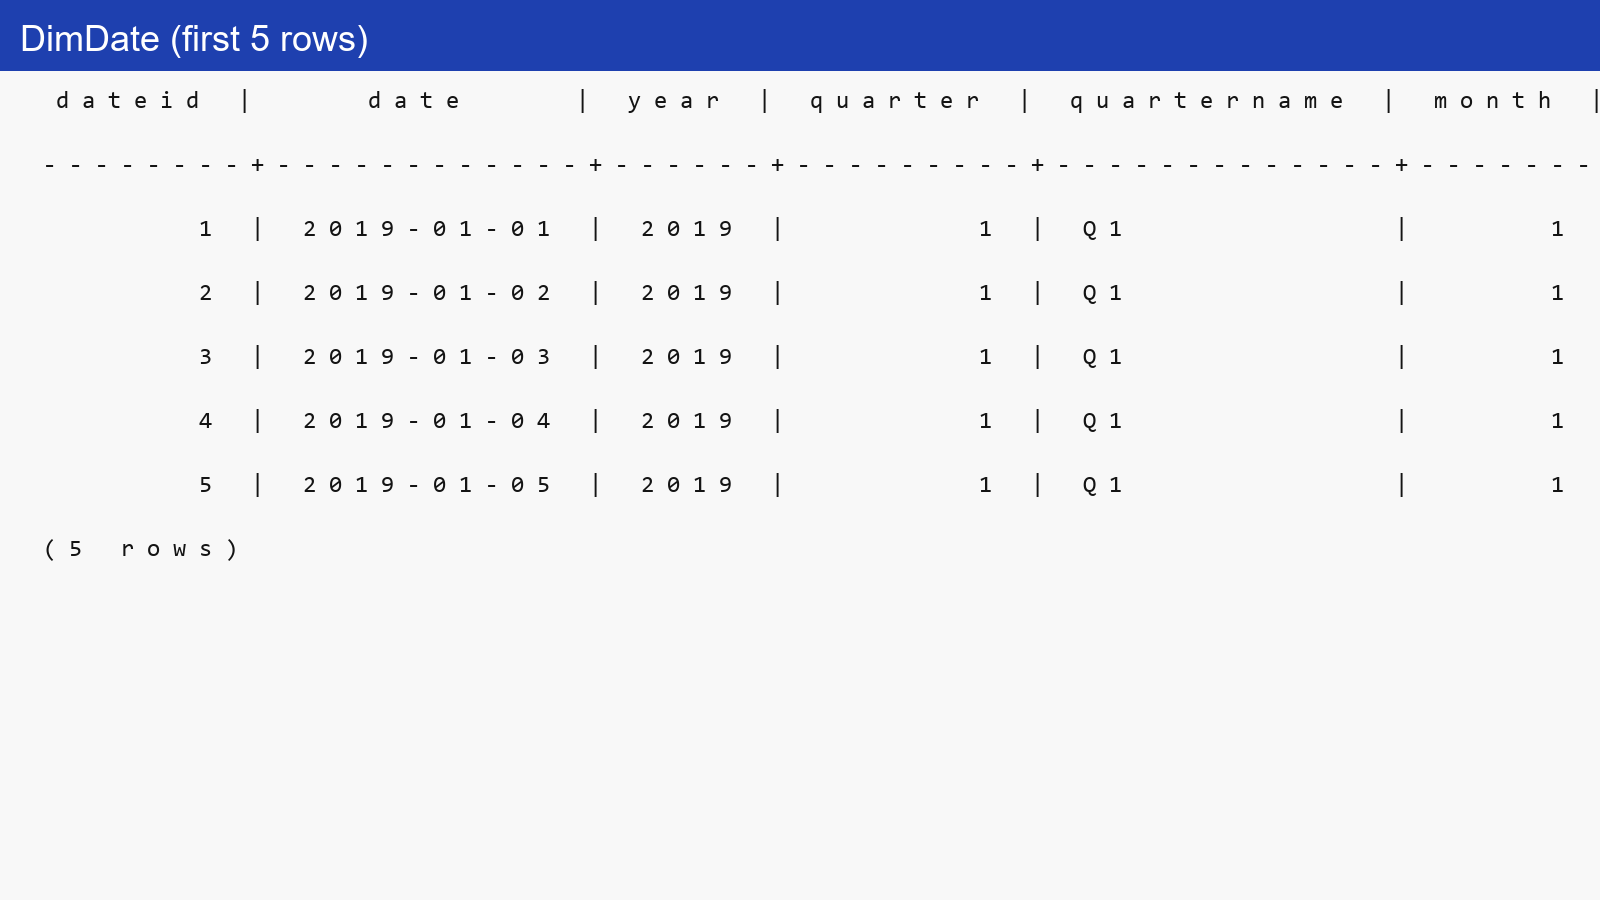 DimDate (first 5 rows)
 dateid |    date    | year | quarter | quartername | month |
--------+------------+------+---------+-------------+-------
      1 | 2019-01-01 | 2019 |       1 | Q1          |     1
      2 | 2019-01-02 | 2019 |       1 | Q1          |     1
      3 | 2019-01-03 | 2019 |       1 | Q1          |     1
      4 | 2019-01-04 | 2019 |       1 | Q1          |     1
      5 | 2019-01-05 | 2019 |       1 | Q1          |     1
(5 rows)